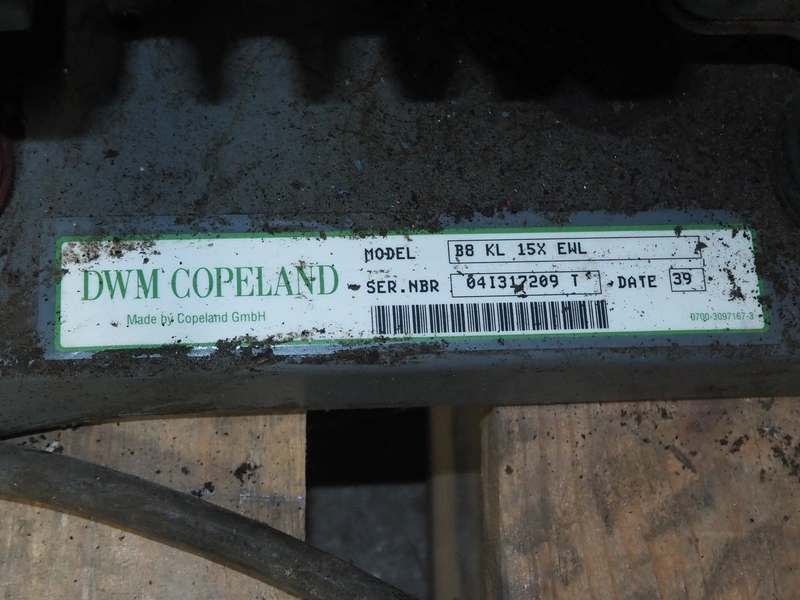 DWM COPELAND
Made by Copeland GmbH
MODEL B8 KL 15X EWL
SER.NBR 04I317209 T DATE 39
0700-3097167-3